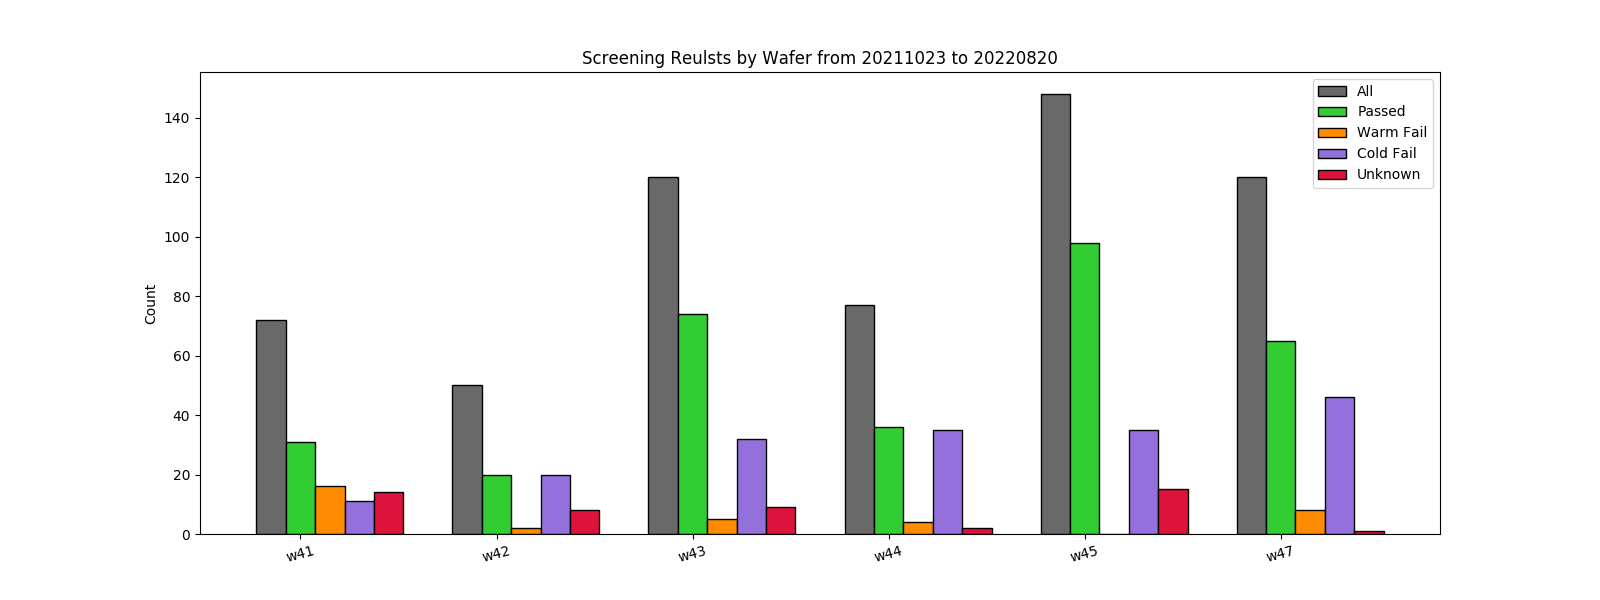 Screening Reulsts by Wafer from 20211023 to 20220820
All
Passed
Warm Fail
Cold Fail
Unknown
Count
140
120
100
80
60
40
20
0
w41
w42
w43
w44
w45
w47